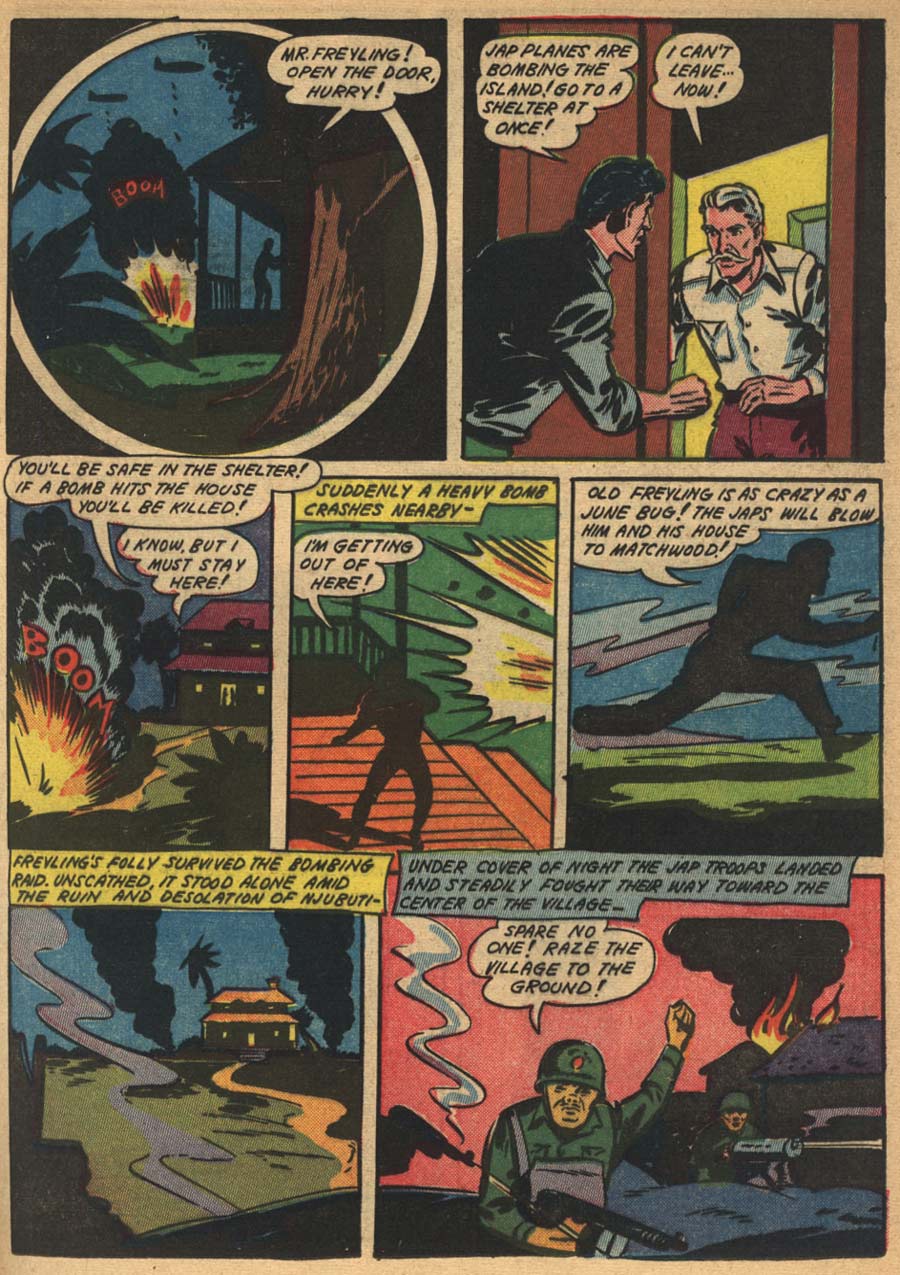 MR. FREYLING!
OPEN THE DOOR,
HURRY!
BOOM
JAP PLANES ARE
BOMBING THE
ISLAND! GO TO A
SHELTER AT
ONCE!
I CAN'T
LEAVE...
NOW!
YOU'LL BE SAFE IN THE SHELTER!
IF A BOMB HITS THE HOUSE
YOU'LL BE KILLED!
I KNOW, BUT I
MUST STAY
HERE!
BOOM
SUDDENLY A HEAVY BOMB
CRASHES NEARBY-
I'M GETTING
OUT OF
HERE!
OLD FREYLING IS AS CRAZY AS A
JUNE BUG! THE JAPS WILL BLOW
HIM AND HIS HOUSE
TO MATCHWOOD!
FREYLING'S FOLLY SURVIVED THE BOMBING
RAID. UNSCATHED, IT STOOD ALONE AMID
THE RUIN AND DESOLATION OF NJUBUTI-
UNDER COVER OF NIGHT THE JAP TROOPS LANDED
AND STEADILY FOUGHT THEIR WAY TOWARD THE
CENTER OF THE VILLAGE-
SPARE NO
ONE! RAZE THE
VILLAGE TO THE
GROUND!